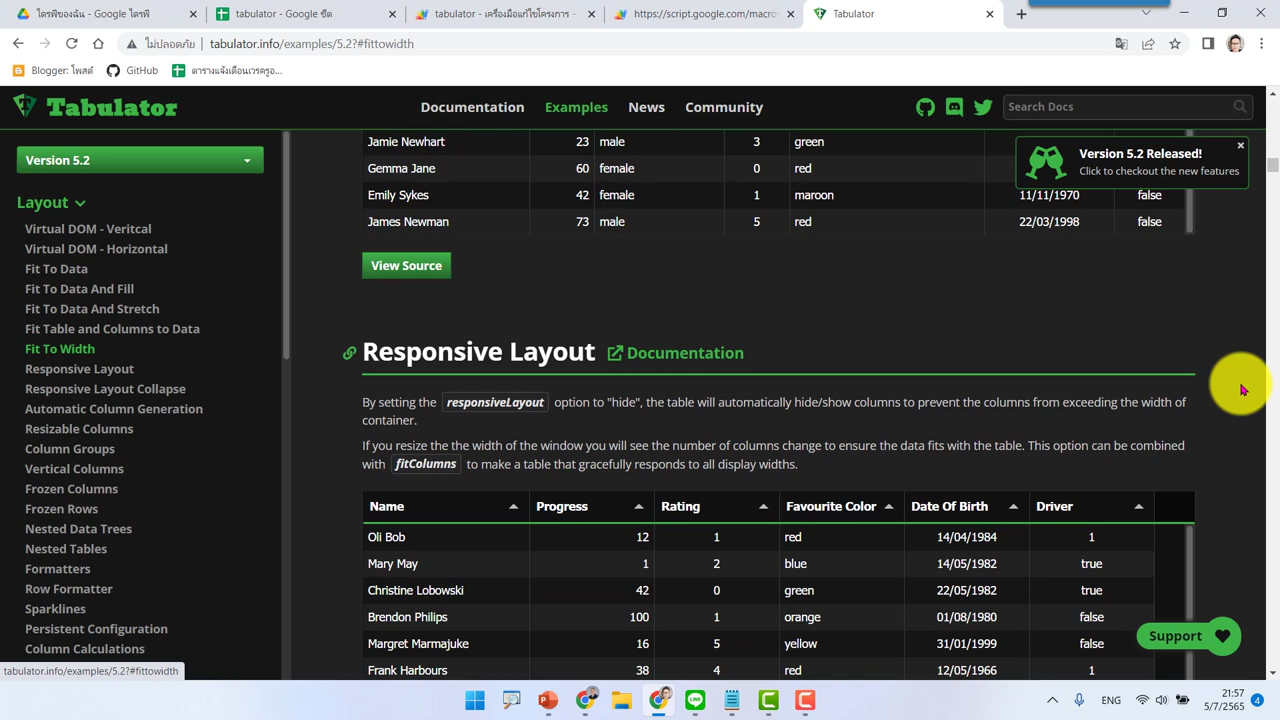 ไดรฟ์ของฉัน - Google ไดรฟ์
tabulator - Google ชีต
tabulator - เครื่องมือแก้ไขโครงการ -
https://script.google.com/macros
Tabulator
ไม่ปลอดภัย
tabulator.info/examples/5.2?#fittowidth
Blogger: โพสต์
GitHub
ตารางแจ้งเตือนเวรครูอ...
Tabulator
Documentation
Examples
News
Community
Search Docs
Version 5.2
Layout
Virtual DOM - Veritcal
Virtual DOM - Horizontal
Fit To Data
Fit To Data And Fill
Fit To Data And Stretch
Fit Table and Columns to Data
Fit To Width
Responsive Layout
Responsive Layout Collapse
Automatic Column Generation
Resizable Columns
Column Groups
Vertical Columns
Frozen Columns
Frozen Rows
Nested Data Trees
Nested Tables
Formatters
Row Formatter
Sparklines
Persistent Configuration
Column Calculations
tabulator.info/examples/5.2?#fittowidth
Jamie Newhart 23 male 3 green
Gemma Jane 60 female 0 red
Emily Sykes 42 female 1 maroon 11/11/1970 false
James Newman 73 male 5 red 22/03/1998 false
Version 5.2 Released!
Click to checkout the new features
View Source
Responsive Layout Documentation
By setting the responsiveLayout option to "hide", the table will automatically hide/show columns to prevent the columns from exceeding the width of
container.
If you resize the the width of the window you will see the number of columns change to ensure the data fits with the table. This option can be combined
with fitColumns to make a table that gracefully responds to all display widths.
Name Progress Rating Favourite Color Date Of Birth Driver
Oli Bob 12 1 red 14/04/1984 1
Mary May 1 2 blue 14/05/1982 true
Christine Lobowski 42 0 green 22/05/1982 true
Brendon Philips 100 1 orange 01/08/1980 false
Margret Marmajuke 16 5 yellow 31/01/1999 false
Frank Harbours 38 4 red 12/05/1966 1
Support
ENG
21:57
5/7/2565
4